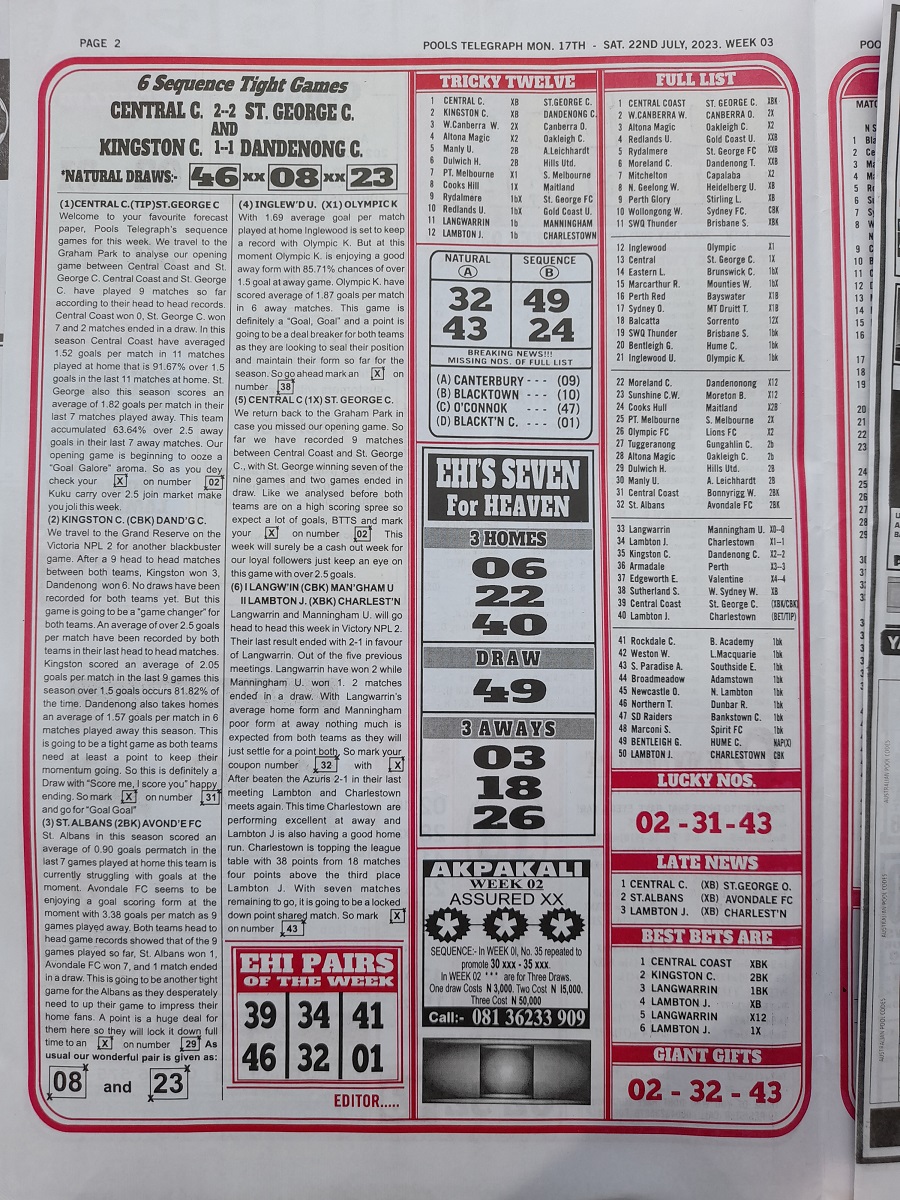 PAGE 2
POOLS TELEGRAPH MON. 17TH - SAT. 22ND JULY, 2023. WEEK 03
6 Sequence Tight Games
CENTRAL C. 2-2 ST. GEORGE C.
AND
KINGSTON C. 1-1 DANDENONG C.
*NATURAL DRAWS:- 46 xx 08 xx 23
(1)CENTRAL C.(TIP)ST.GEORGE C
Welcome to your favourite forecast
paper, Pools Telegraph's sequence
games for this week. We travel to the
Graham Park to analyse our opening
game between Central Coast and St.
George C. Central Coast and St. George
C. have played 9 matches so far
according to their head to head records.
Central Coast won 0, St. George C. won
7 and 2 matches ended in a draw. In this
season Central Coast have averaged
1.52 goals per match in 11 matches
played at home that is 91.67% over 1.5
goals in the last 11 matches at home. St.
George also this season scores an
average of 1.82 goals per match in their
last 7 matches played away. This team
accumulated 63.64% over 2.5 away
goals in their last 7 away matches. Our
opening game is beginning to ooze a
"Goal Galore" aroma. So as you dey
check your X on number 02
Kuku carry over 2.5 join market make
you joli this week.
(2) KINGSTON C. (CBK) DAND'G C.
We travel to the Grand Reserve on the
Victoria NPL 2 for another blackbuster
game. After a 9 head to head matches
between both teams, Kingston won 3,
Dandenong won 6. No draws have been
recorded for both teams yet. But this
game is going to be a "game changer" for
both teams. An average of over 2.5 goals
per match have been recorded by both
teams in their last head to head matches.
Kingston scored an average of 2.05
goals per match in the last 9 games this
season over 1.5 goals occurs 81.82% of
the time. Dandenong also takes homes
an average of 1.57 goals per match in 6
matches played away this season. This
is going to be a tight game as both teams
need at least a point to keep their
momentum going. So this is definitely a
Draw with "Score me, I score you" happy
ending. So mark X on number 31
and go for "Goal Goal"
(3) ST.ALBANS (2BK) AVOND'E FC
St. Albans in this season scored an
average of 0.90 goals permatch in the
last 7 games played at home this team is
currently struggling with goals at the
moment. Avondale FC seems to be
enjoying a goal scoring form at the
moment with 3.38 goals per match as 9
games played away. Both teams head to
head game records showed that of the 9
games played so far, St. Albans won 1,
Avondale FC won 7, and 1 match ended
in a draw. This is going to be another tight
game for the Albans as they desperately
need to up their game to impress their
home fans. A point is a huge deal for
them here so they will lock it down full
time to an X on number 29 As
usual our wonderful pair is given as:
08 and 23
(4) INGLEW'D U. (X1) OLYMPIC K
With 1.69 average goal per match
played at home Inglewood is set to keep
a record with Olympic K. But at this
moment Olympic K. is enjoying a good
away form with 85.71% chances of over
1.5 goal at away game. Olympic K. have
scored average of 1.87 goals per match
in 6 away matches. This game is
definitely a "Goal, Goal" and a point is
going to be a deal breaker for both teams
as they are looking to seal their position
and maintain their form so far for the
season. So go ahead mark an X on
number 38
(5) CENTRAL C (1X) ST. GEORGE C.
We return back to the Graham Park in
case you missed our opening game. So
far we have recorded 9 matches
between Central Coast and St. George
C., with St. George winning seven of the
nine games and two games ended in
draw. Like we analysed before both
teams are on a high scoring spree so
expect a lot of goals, BTTS and mark
your X on number 02 This
week will surely be a cash out week for
our loyal followers just keep an eye on
this game with over 2.5 goals.
(6) I LANGW'IN (CBK) MAN'GHAM U
II LAMBTON J. (XBK) CHARLEST'N
Langwarrin and Manningham U. will go
head to head this week in Victory NPL 2.
Their last result ended with 2-1 in favour
of Langwarrin. Out of the five previous
meetings. Langwarrin have won 2 while
Manningham U. won 1. 2 matches
ended in a draw. With Langwarrin's
average home form and Manningham
poor form at away nothing much is
expected from both teams as they will
just settle for a point both. So mark your
coupon number 32 with X
After beaten the Azuris 2-1 in their last
meeting Lambton and Charlestown
meets again. This time Charlestown are
performing excellent at away and
Lambton J is also having a good home
run. Charlestown is topping the league
table with 38 points from 18 matches
four points above the third place
Lambton J. With seven matches
remaining to go, it is going to be a locked
down point shared match. So mark X
on number 43
EHI PAIRS
OF THE WEEK
39 34 41
46 32 01
EDITOR.....
TRICKY TWELVE
1 CENTRAL C. XB ST.GEORGE C.
2 KINGSTON C. XB DANDENONG C.
3 W.Canberra W. 2X Canberra O.
4 Altona Magic X2 Oakleigh C.
5 Manly U. 2B A.Leichhardt
6 Dulwich H. 2B Hills Utd.
7 PT. Melbourne X1 S. Melbourne
8 Cooks Hill 1X Maitland
9 Rydalmere 1bX St. George FC
10 Redlands U. 1bX Gold Coast U.
11 LANGWARRIN 1b MANNINGHAM
12 LAMBTON J. 1b CHARLESTOWN
NATURAL SEQUENCE
A B
32 49
43 24
BREAKING NEWS!!!
MISSING NOS. OF FULL LIST
(A) CANTERBURY - - - (09)
(B) BLACKTOWN - - - (10)
(C) O'CONNOK - - - (47)
(D) BLACKT'N C. - - - (01)
EHI'S SEVEN
For HEAVEN
3 HOMES
06
22
40
DRAW
49
3 AWAYS
03
18
26
AKPAKALI
WEEK 02
ASSURED XX
SEQUENCE:- In WEEK 0I, No. 35 repeated to
promote 30 xxx - 35 xxx.
In WEEK 02 *** are for Three Draws.
One draw Costs N 3,000. Two Cost N 15,000.
Three Cost N 50,000
Call:- 081 36233 909
FULL LIST
1 CENTRAL COAST ST. GEORGE C. XBK
2 W.CANBERRA W. CANBERRA O. 2X
3 Altona Magic Oakleigh C. X2
4 Redlands U. Gold Coast U. XXB
5 Rydalmere St. George FC XXB
6 Moreland C. Dandenong T. XXB
7 Mitchelton Capalaba X2
8 N. Geelong W. Heidelberg U. XB
9 Perth Glory Stirling L. XB
10 Wollongong W. Sydney FC. CBK
11 SWQ Thunder Brisbane S. XBK
12 Inglewood Olympic X1
13 Central St. George C. 1X
14 Eastern L. Brunswick C. 1bX
15 Marcarthur R. Mounties W. 1bX
16 Perth Red Bayswater X1B
17 Sydney O. MT Druitt T. X1B
18 Balcatta Sorrento 12X
19 SWQ Thunder Brisbane S. 1bk
20 Bentleigh G. Hume C. 1bk
21 Inglewood U. Olympic K. 1bk
22 Moreland C. Dandenonong X12
23 Sunshine C.W. Moreton B. X12
24 Cooks Hull Maitland X2B
25 PT. Melbourne S. Melbourne 2X
26 Olympic FC Lions FC X2
27 Tuggeranong Gungahlin C. 2b
28 Altona Magic Oakleigh C. 2b
29 Dulwich H. Hills Utd. 2B
30 Manly U. A. Leichhardt 2B
31 Central Coast Bonnyrigg W. 2BK
32 St. Albans Avondale FC 2BK
33 Langwarrin Manningham U. X0-0
34 Lambton J. Charlestown X1-1
35 Kingston C. Dandenong C. X2-2
36 Armadale Perth X3-3
37 Edgeworth E. Valentine X4-4
38 Sutherland S. W. Sydney W. XB
39 Central Coast St. George C. (XBK/CBK)
40 Lambton J. Charlestown (BET/TIP)
41 Rockdale C. B. Academy 1bk
42 Weston W. L.Macquarie 1bk
43 S. Paradise A. Southside E. 1bk
44 Broadmeadow Adamstown 1bk
45 Newcastle O. N. Lambton 1bk
46 Northern T. Dunbar R. 1bk
47 SD Raiders Bankstown C. 1bk
48 Marconi S. Spirit FC 1bk
49 BENTLEIGH G. HUME C. NAP(X)
50 LAMBTON J. CHARLESTOWN CBK
LUCKY NOS.
02 - 31 - 43
LATE NEWS
1 CENTRAL C. (XB) ST.GEORGE O.
2 ST.ALBANS (XB) AVONDALE FC
3 LAMBTON J. (XB) CHARLEST'N
BEST BETS ARE
1 CENTRAL COAST XBK
2 KINGSTON C. 2BK
3 LANGWARRIN 1BK
4 LAMBTON J. XB
5 LANGWARRIN X12
6 LAMBTON J. 1X
GIANT GIFTS
02 - 32 - 43